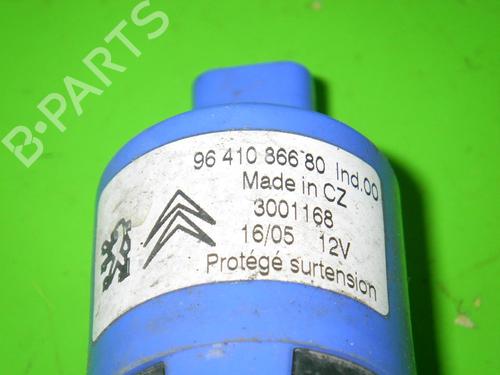 B-PARTS
96 410 866 80 Ind.00
Made in CZ
3001168
16/05 12V
Protégé surtension